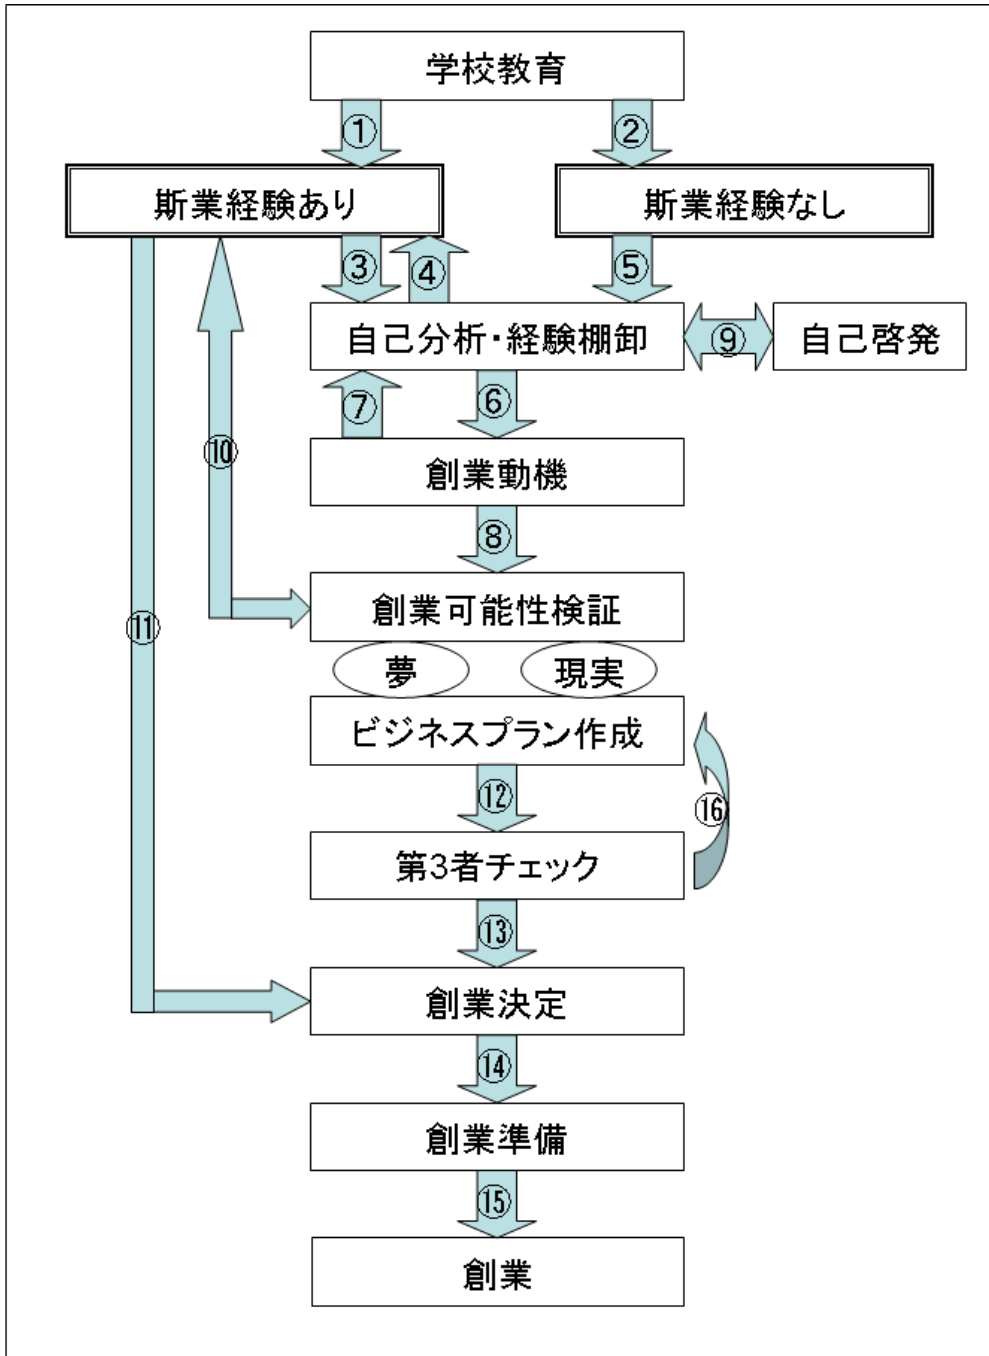 学校教育
① ②
斯業経験あり 斯業経験なし
③ ④ ⑤
自己分析・経験棚卸 ⑨ 自己啓発
⑦ ⑥
⑩ 創業動機
⑧
創業可能性検証
⑪
夢 現実
ビジネスプラン作成
⑫ ⑯
第3者チェック
⑬
創業決定
⑭
創業準備
⑮
創業